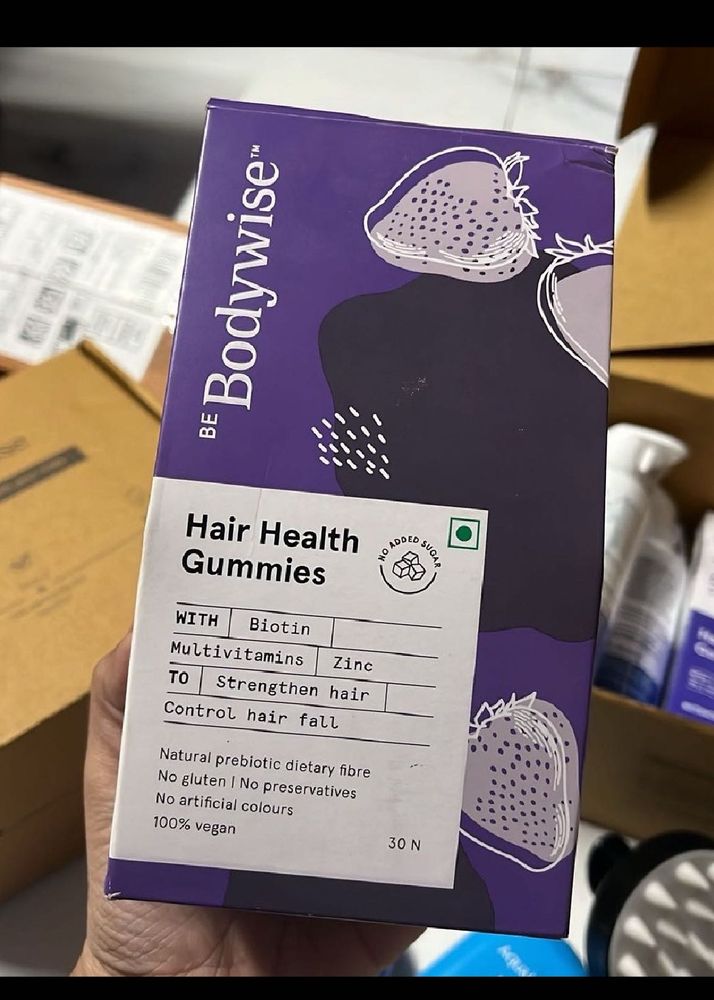 BE Bodywise™
Hair Health
Gummies
NO ADDED SUGAR
WITH Biotin
Multivitamins Zinc
TO Strengthen hair
Control hair fall
Natural prebiotic dietary fibre
No gluten | No preservatives
No artificial colours
100% vegan
30 N